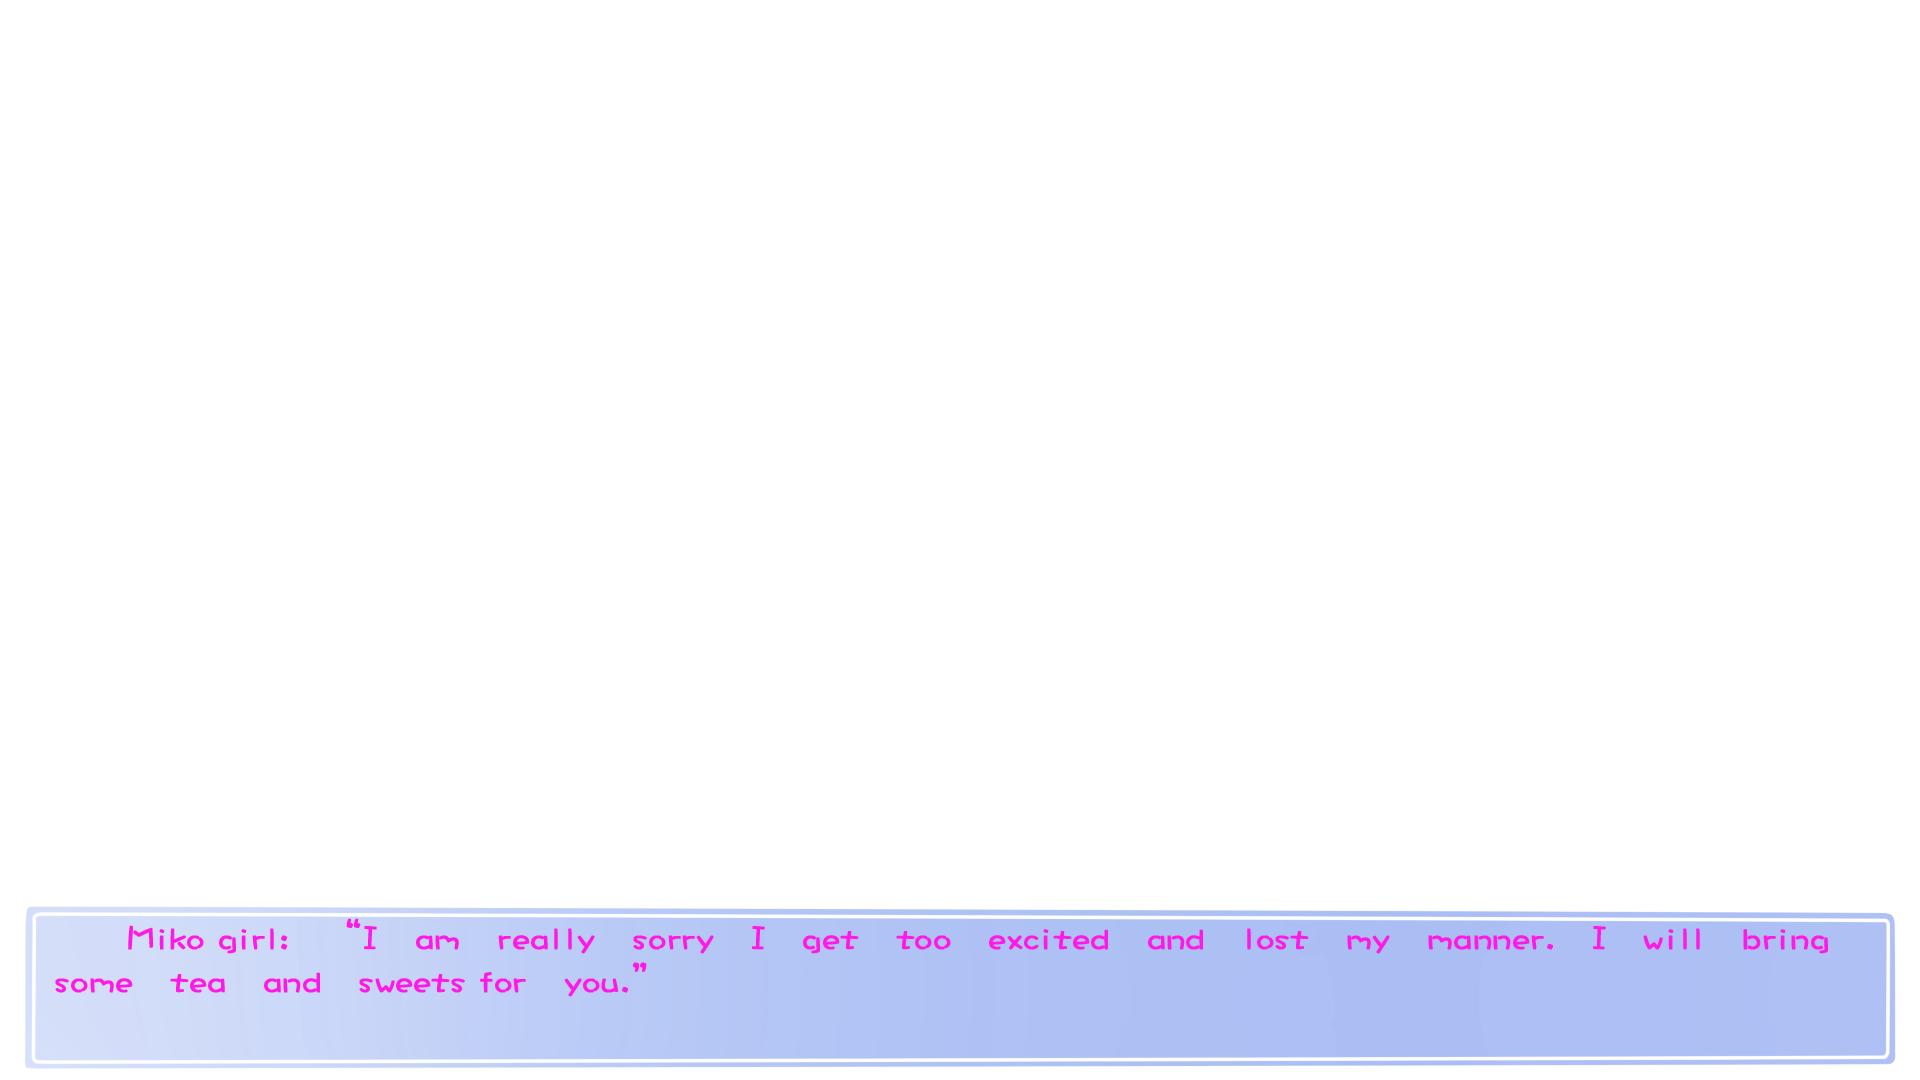 Miko girl: “I am really sorry I get too excited and lost my manner. I will bring
some tea and sweets for you.”